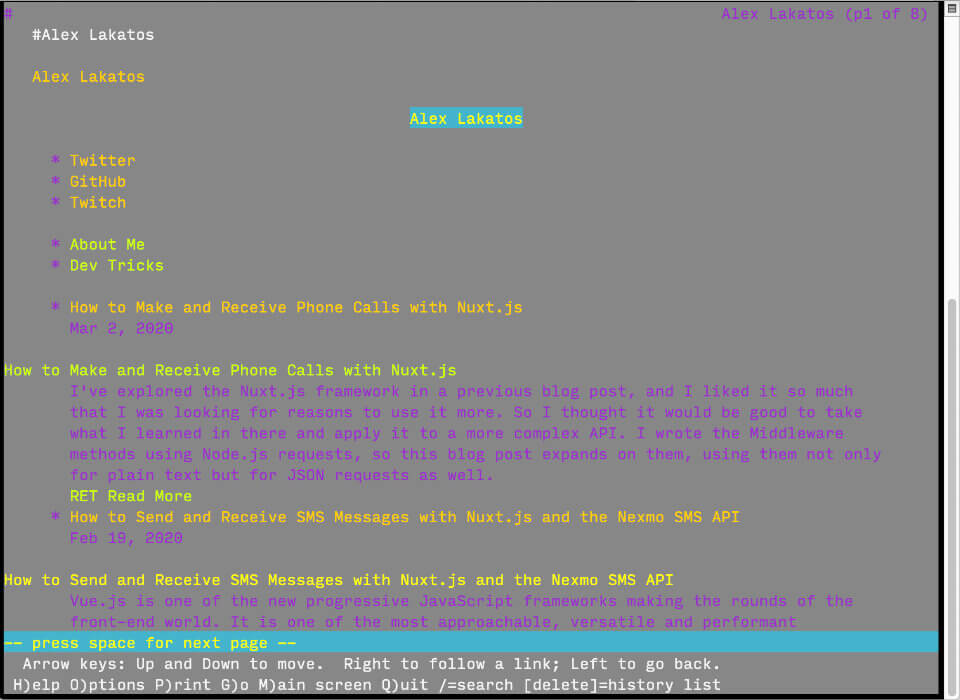 #
Alex Lakatos (p1 of 8)
#Alex Lakatos
Alex Lakatos
Alex Lakatos
* Twitter
* GitHub
* Twitch
* About Me
* Dev Tricks
* How to Make and Receive Phone Calls with Nuxt.js
Mar 2, 2020
How to Make and Receive Phone Calls with Nuxt.js
I've explored the Nuxt.js framework in a previous blog post, and I liked it so much
that I was looking for reasons to use it more. So I thought it would be good to take
what I learned in there and apply it to a more complex API. I wrote the Middleware
methods using Node.js requests, so this blog post expands on them, using them not only
for plain text but for JSON requests as well.
RET Read More
* How to Send and Receive SMS Messages with Nuxt.js and the Nexmo SMS API
Feb 19, 2020
How to Send and Receive SMS Messages with Nuxt.js and the Nexmo SMS API
Vue.js is one of the new progressive JavaScript frameworks making the rounds of the
front-end world. It is one of the most approachable, versatile and performant
-- press space for next page --
Arrow keys: Up and Down to move. Right to follow a link; Left to go back.
H)elp O)ptions P)rint G)o M)ain screen Q)uit /=search [delete]=history list